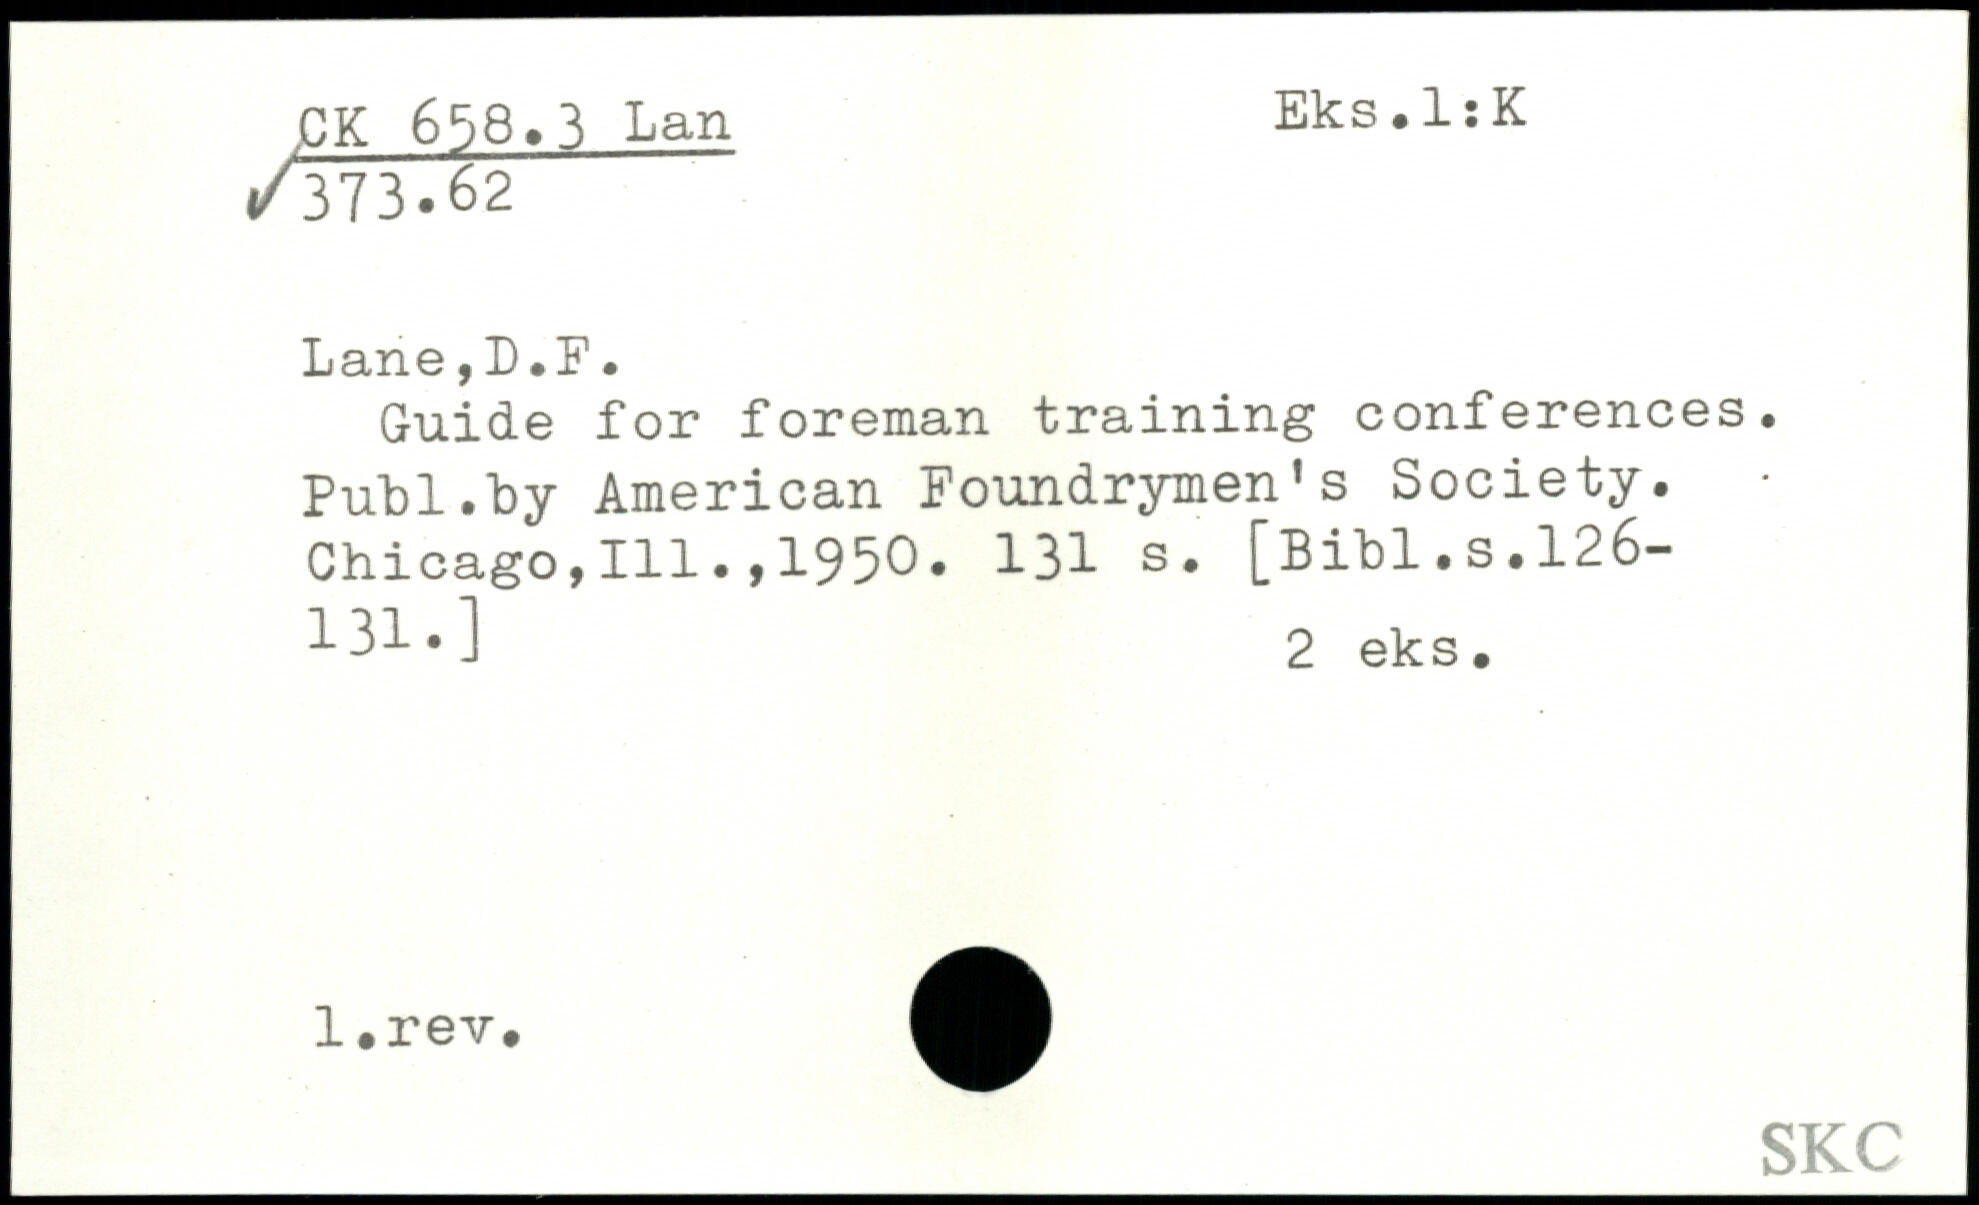 CK 658.3 Lan
Eks.1:K
373.62
Lane,D.F.
Guide for foreman training conferences.
Publ.by American Foundrymen's Society.
Chicago,Ill.,1950. 131 s. [Bibl.s.126-
131.]
2 eks.
1.rev.
SKC